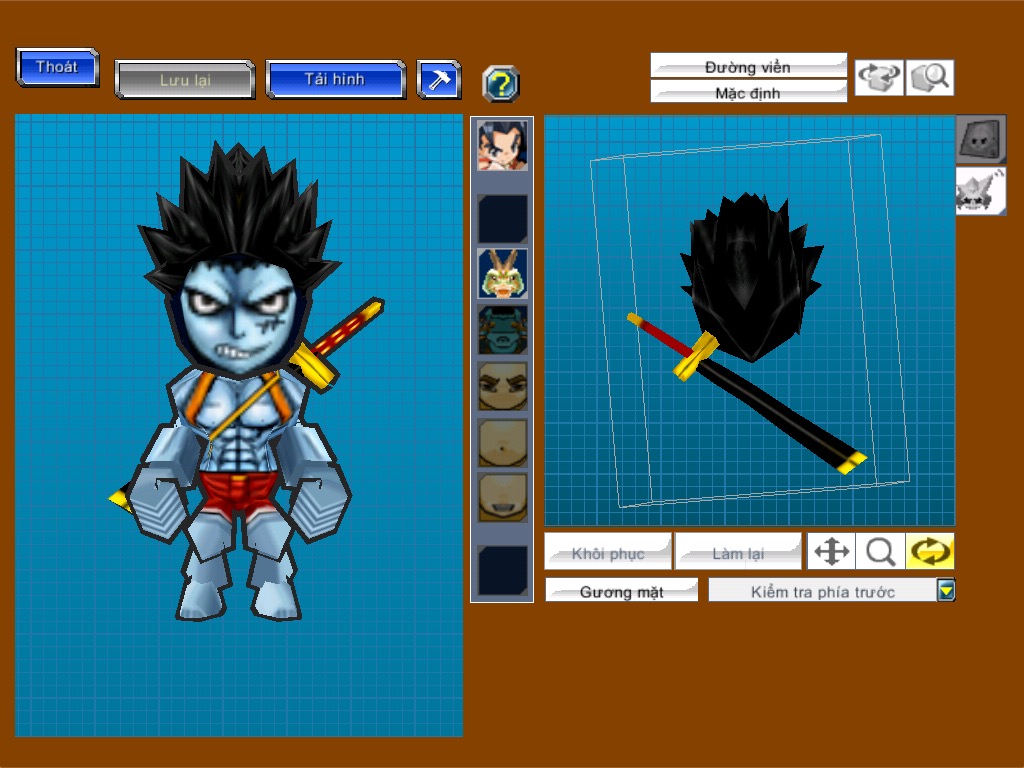 Thoát
Lưu lại
Tải hình
Đường viền
Mặc định
Khôi phục
Làm lại
Gương mặt
Kiểm tra phía trước